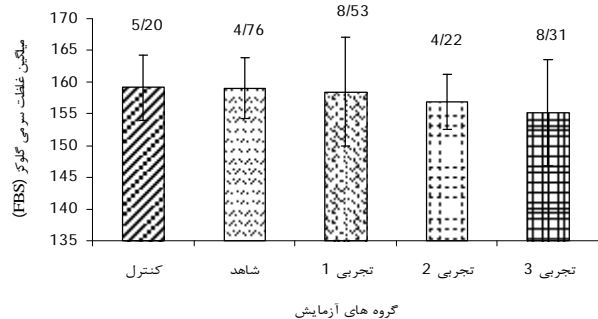 میانگین غلظت سرمی گلوکز (FBS)
170
165
160
155
150
145
140
135
5/20
4/76
8/53
4/22
8/31
کنترل
شاهد
تجربی 1
تجربی 2
تجربی 3
گروه های آزمایش